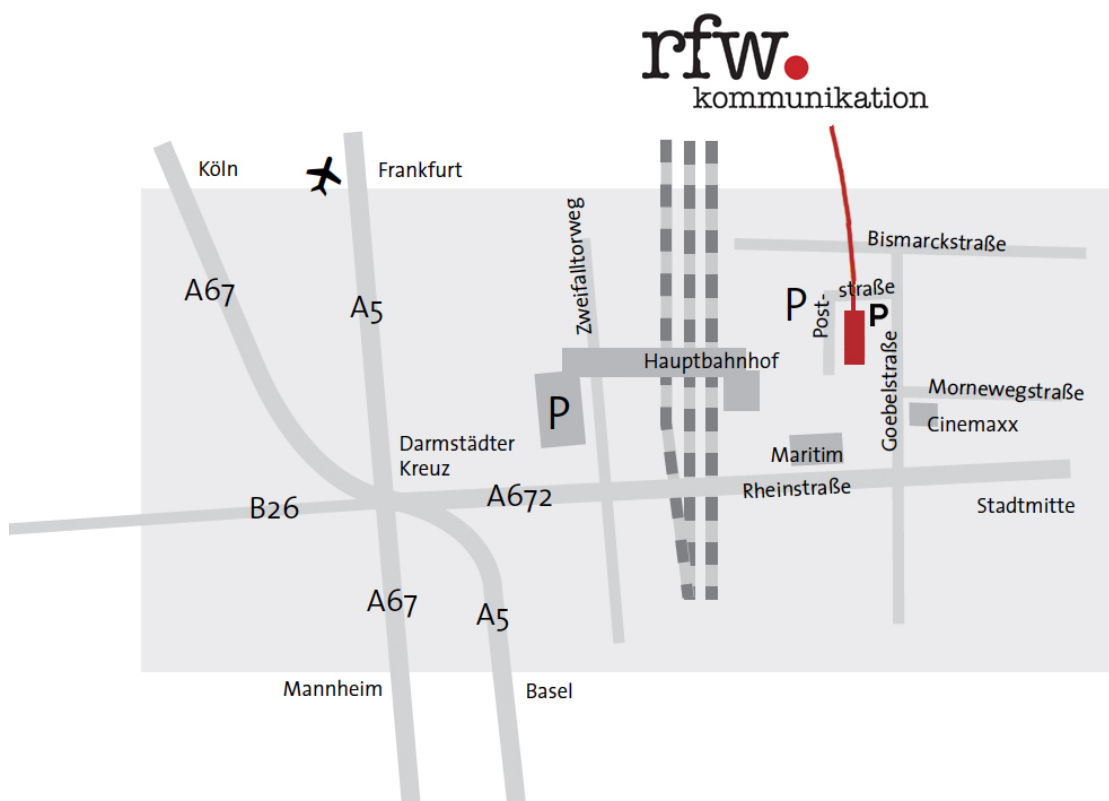 rfw.
kommunikation
Köln
Frankfurt
A67
A5
Zweifalltorweg
Bismarckstraße
P
Post-
straße
P
Hauptbahnhof
Goebelstraße
Mornewegstraße
Cinemaxx
P
Darmstädter
Kreuz
Maritim
B26
A672
Rheinstraße
Stadtmitte
A67
A5
Mannheim
Basel